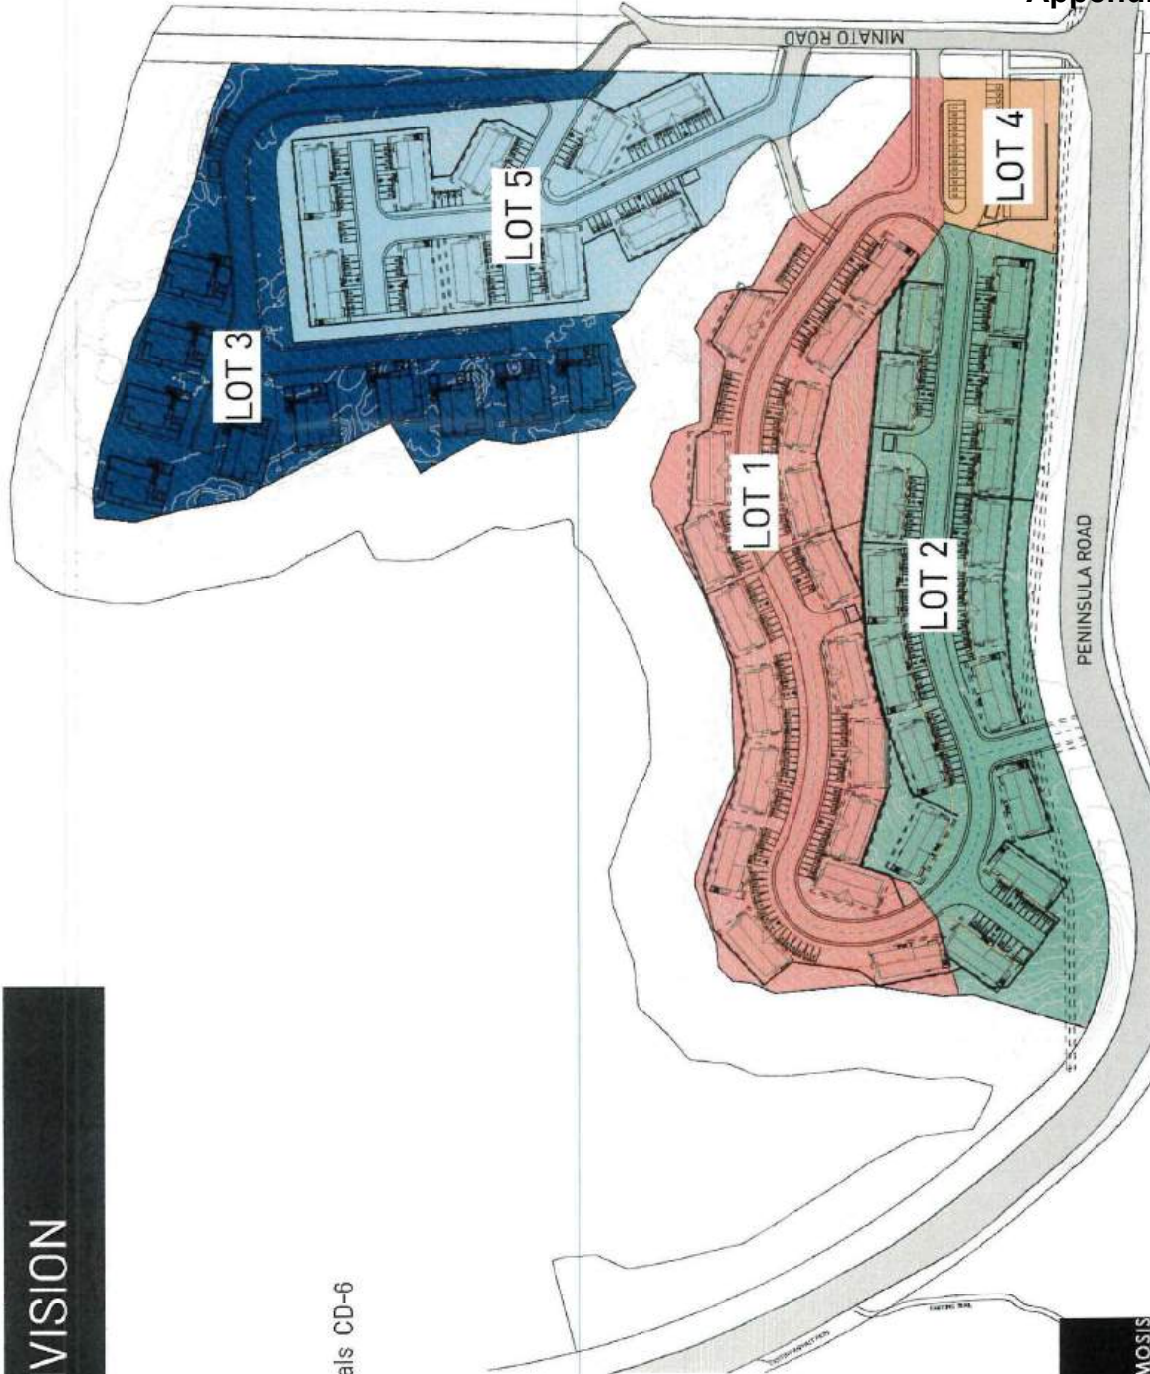 Appendi
VISION
als CD-6
MINATO ROAD
LOT 3
LOT 5
LOT 4
LOT 1
LOT 2
PENINSULA ROAD
MOSIS